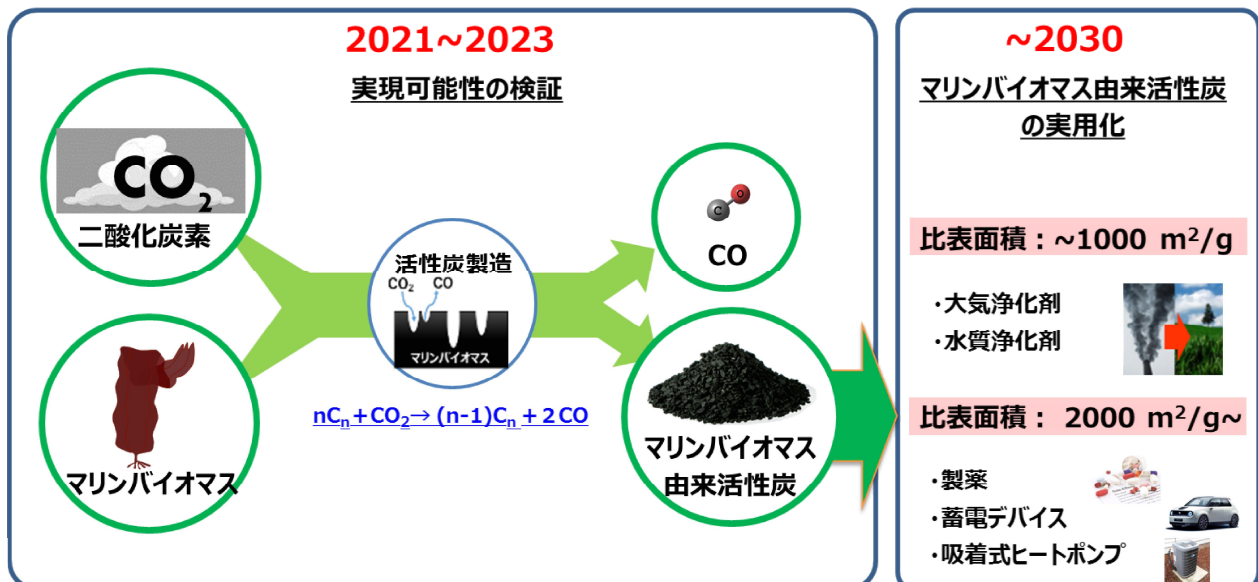 2021~2023
実現可能性の検証
CO₂
二酸化炭素
マリンバイオマス
活性炭製造
CO₂ CO
マリンバイオマス
nCn+CO₂→ (n-1)Cn + 2 CO
C O
CO
マリンバイオマス
由来活性炭
~2030
マリンバイオマス由来活性炭
の実用化
比表面積：~1000 m²/g
・大気浄化剤
・水質浄化剤
比表面積： 2000 m²/g~
・製薬
・蓄電デバイス
・吸着式ヒートポンプ